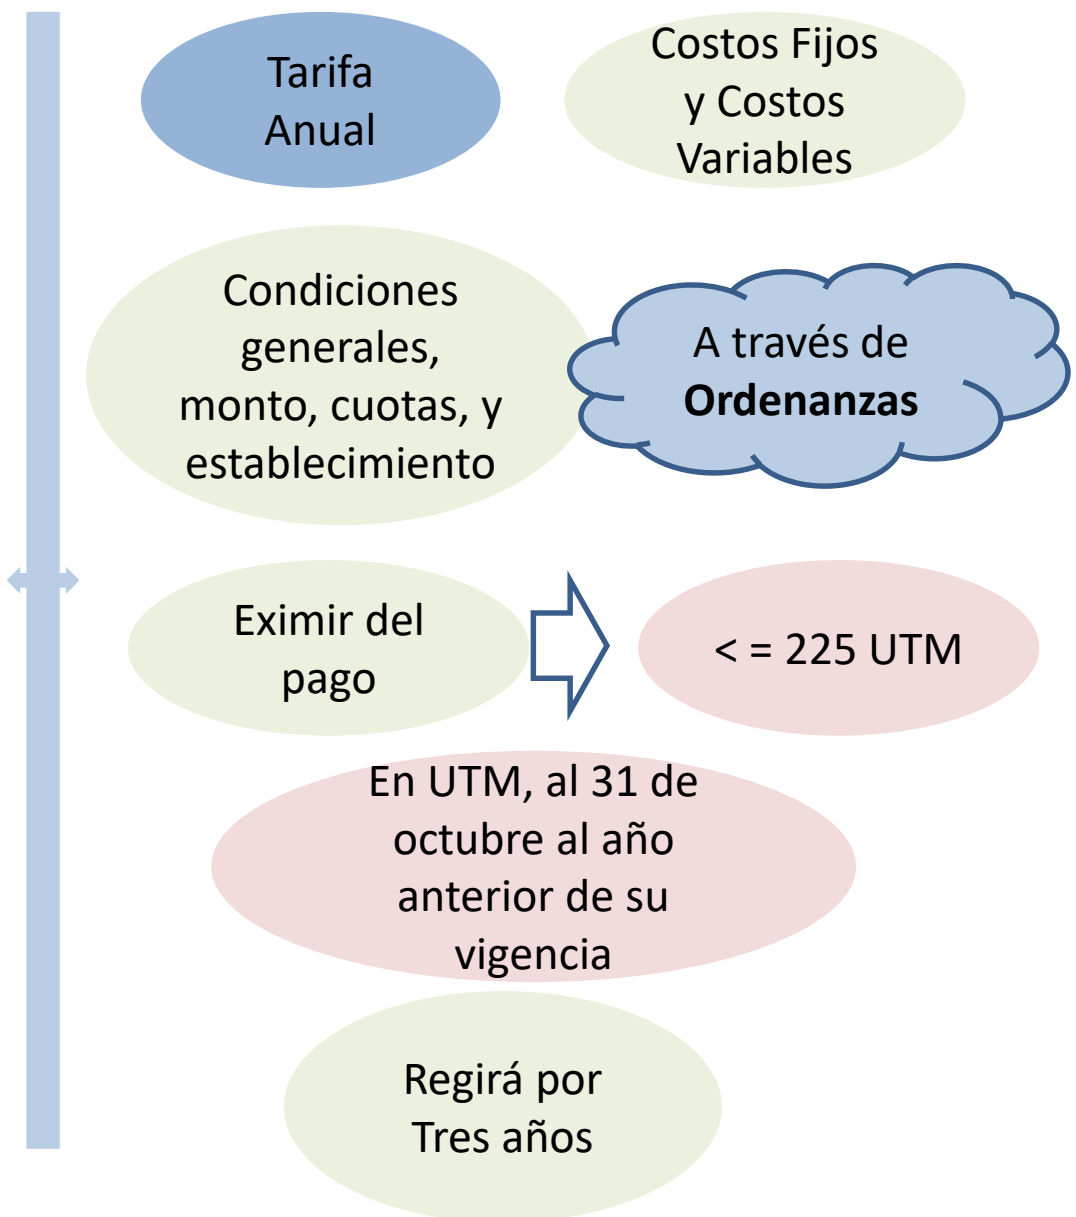 Tarifa
Anual
Costos Fijos
y Costos
Variables
Condiciones
generales,
monto, cuotas, y
establecimiento
A través de
Ordenanzas
Eximir del
pago
< = 225 UTM
En UTM, al 31 de
octubre al año
anterior de su
vigencia
Regirá por
Tres años